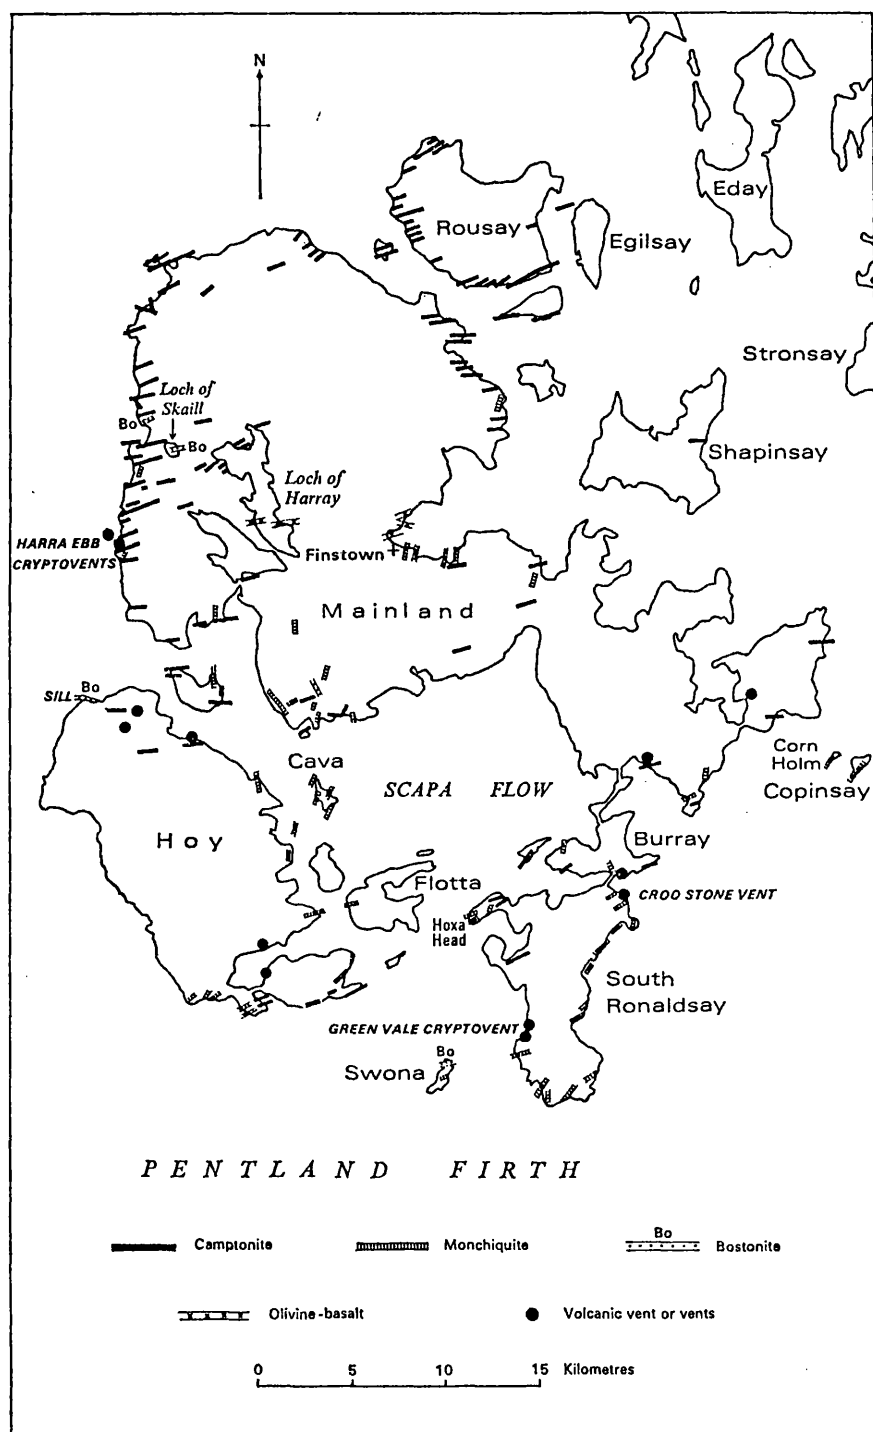 N
Eday
Rousay
Egilsay
Stronsay
Loch of
Skaill
Bo
Bo
Shapinsay
Loch of
Harray
HARRA EBB
CRYPTOVENTS
Finstown
Mainland
Bo
SILL
Corn
Holm
Cava
SCAPA FLOW
Copinsay
Hoy
Burray
Flotta
CROO STONE VENT
Hoxa
Head
South
Ronaldsay
GREEN VALE CRYPTOVENT
Bo
Swona
PENTLAND FIRTH
Camptonite
Monchiquite
Bo
Bostonite
Olivine-basalt
Volcanic vent or vents
0 5 10 15 Kilometres